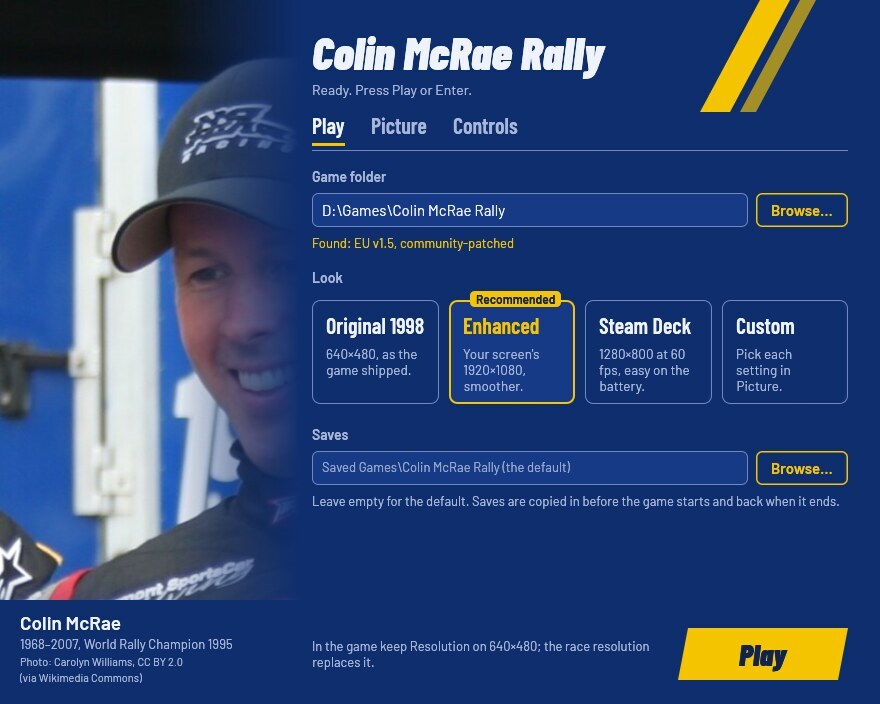 Colin McRae Rally
Ready. Press Play or Enter.
Play
Picture
Controls
Game folder
D:\Games\Colin McRae Rally
Browse...
Found: EU v1.5, community-patched
Look
Recommended
Original 1998
640×480, as the
game shipped.
Enhanced
Your screen's
1920×1080,
smoother.
Steam Deck
1280×800 at 60
fps, easy on the
battery.
Custom
Pick each
setting in
Picture.
Saves
Saved Games\Colin McRae Rally (the default)
Browse...
Leave empty for the default. Saves are copied in before the game starts and back when it ends.
Colin McRae
1968–2007, World Rally Champion 1995
Photo: Carolyn Williams, CC BY 2.0
(via Wikimedia Commons)
In the game keep Resolution on 640×480; the race resolution
replaces it.
Play